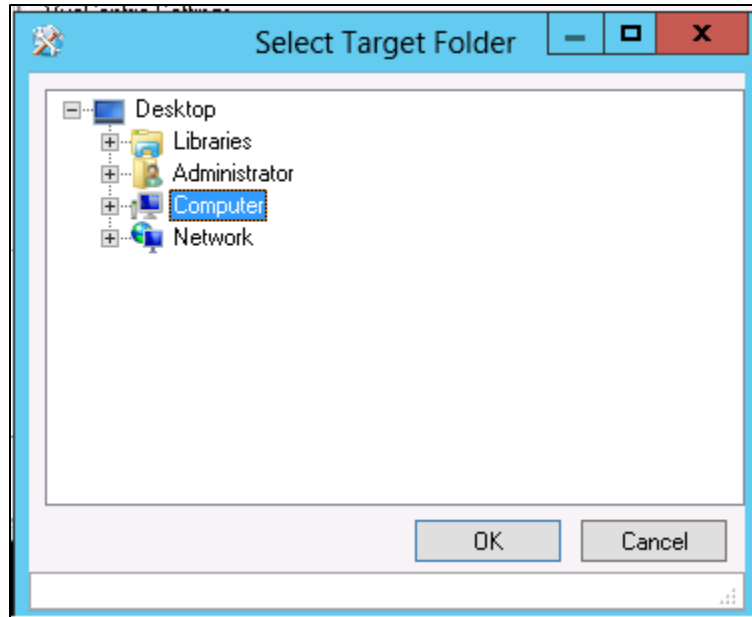 Select Target Folder
Desktop
Libraries
Administrator
Computer
Network
OK
Cancel